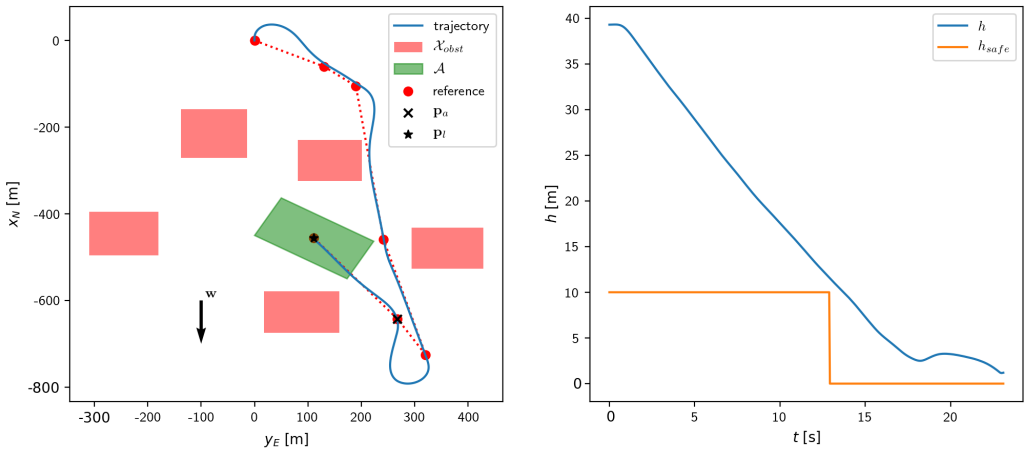 trajectory
𝒳_obst
𝒜
reference
p_a
p_l
w
0
-200
-400
-600
-800
x_N [m]
-300
-200
-100
0
100
200
300
400
y_E [m]
h
h_safe
40
35
30
25
20
15
10
5
0
h [m]
0
5
10
15
20
t [s]